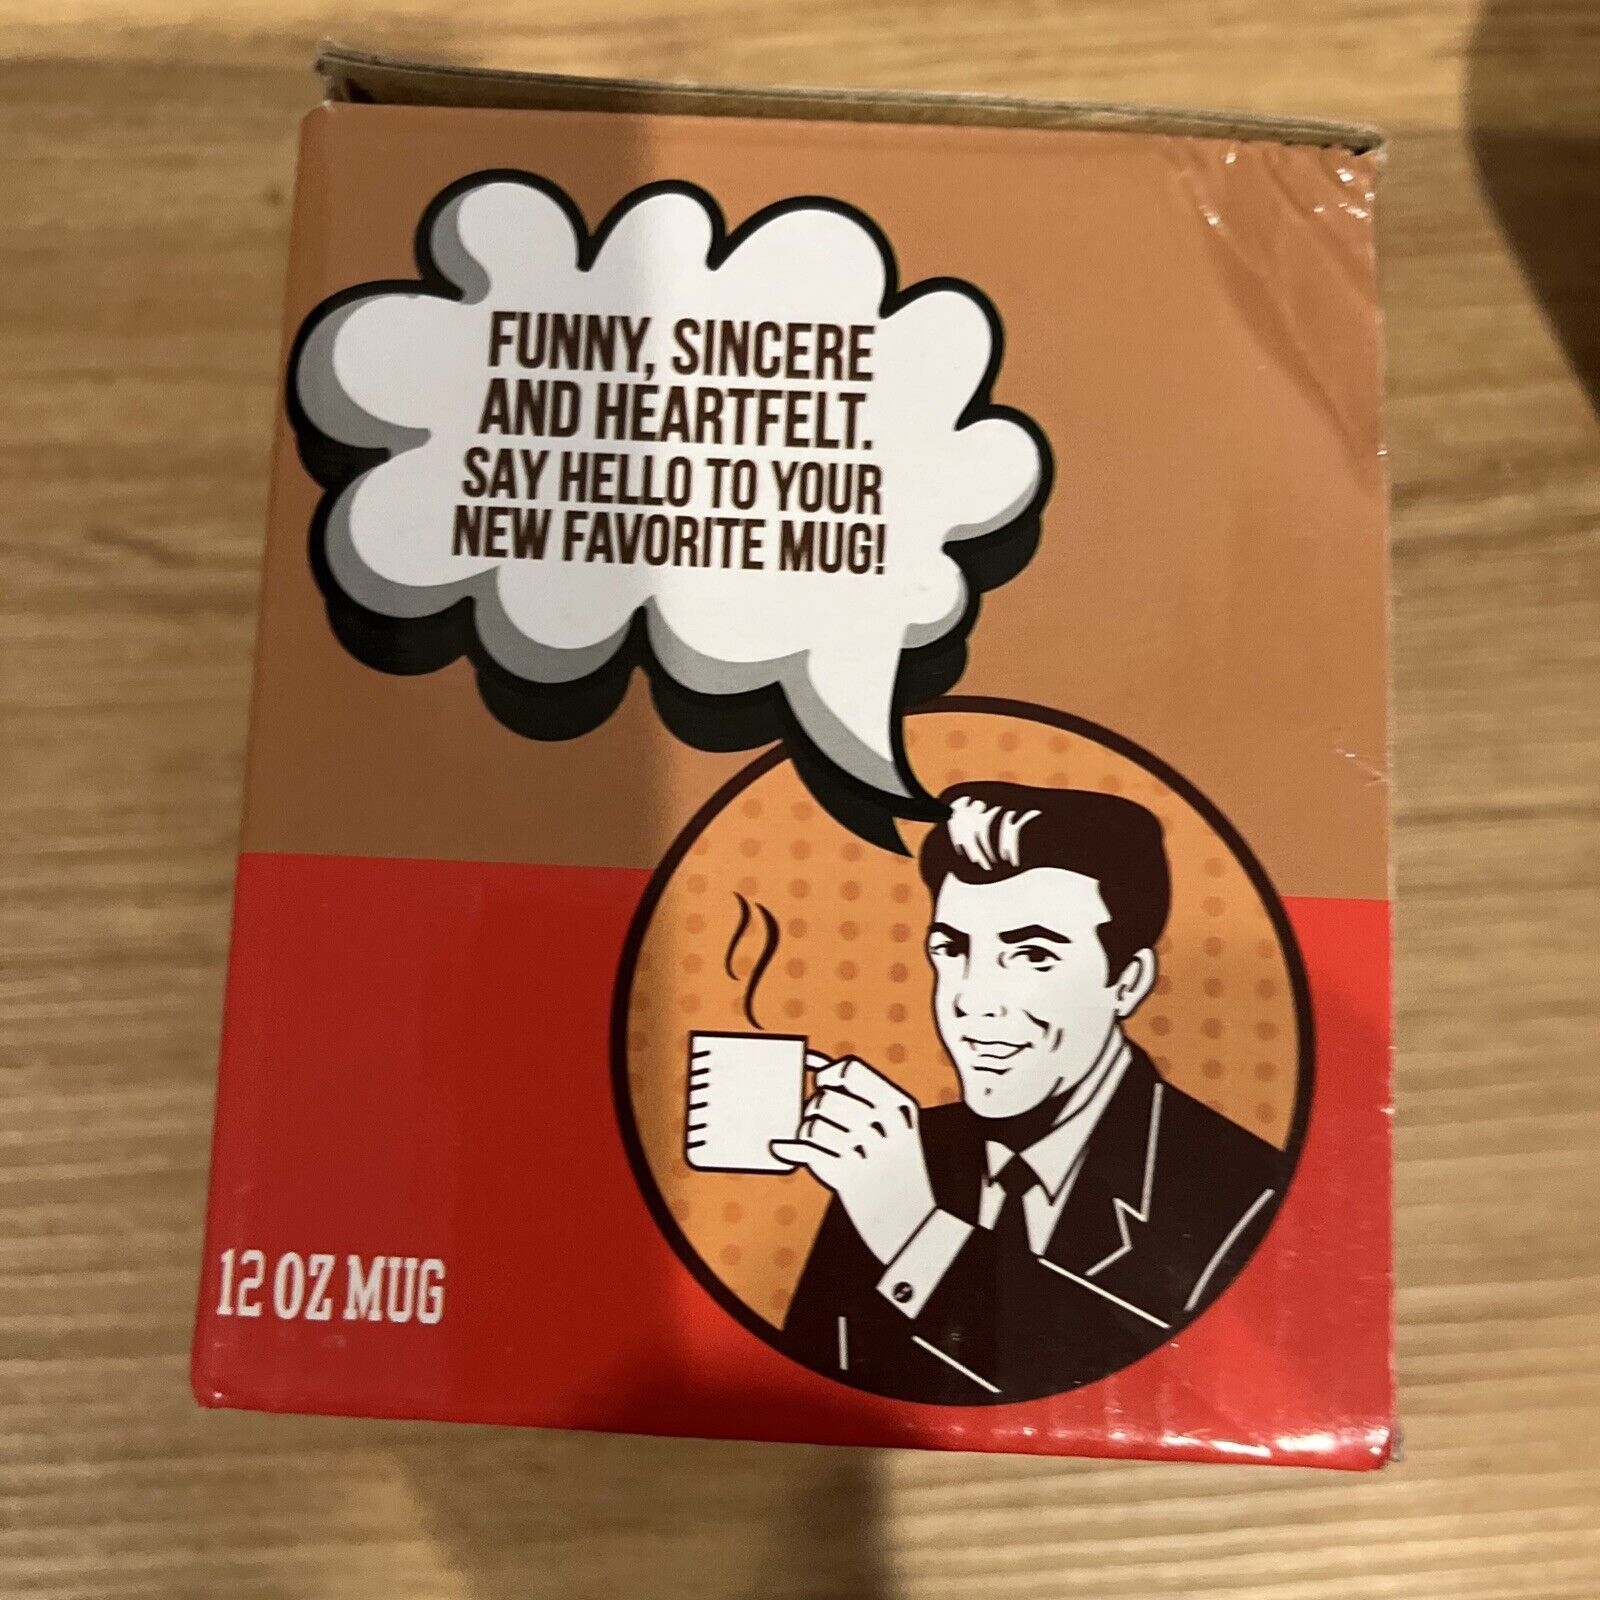 FUNNY, SINCERE
AND HEARTFELT.
SAY HELLO TO YOUR
NEW FAVORITE MUG!
12 OZ MUG